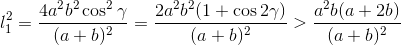 l_1^2 = \frac{4a^2b^2\cos^2\gamma}{(a+b)^2} = \frac{2a^2b^2(1+\cos 2\gamma)}{(a+b)^2} > \frac{a^2b(a+2b)}{(a+b)^2}